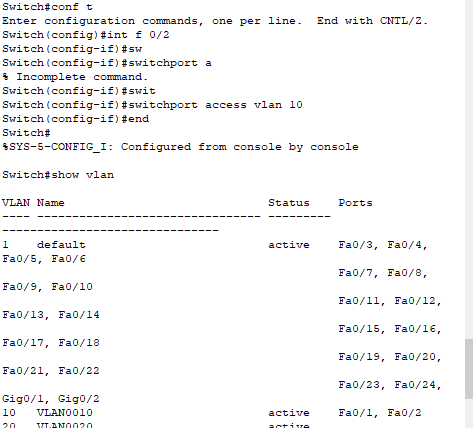 Switch#conf t
Enter configuration commands, one per line.  End with CNTL/Z.
Switch(config)#int f 0/2
Switch(config-if)#sw
Switch(config-if)#switchport a
% Incomplete command.
Switch(config-if)#swit
Switch(config-if)#switchport access vlan 10
Switch(config-if)#end
Switch#
%SYS-5-CONFIG_I: Configured from console by console
Switch#show vlan
VLAN Name                             Status    Ports
---- -------------------------------- ---------
-------------------------------
1    default                          active    Fa0/3, Fa0/4,
Fa0/5, Fa0/6
                                                Fa0/7, Fa0/8,
Fa0/9, Fa0/10
                                                Fa0/11, Fa0/12,
Fa0/13, Fa0/14
                                                Fa0/15, Fa0/16,
Fa0/17, Fa0/18
                                                Fa0/19, Fa0/20,
Fa0/21, Fa0/22
                                                Fa0/23, Fa0/24,
Gig0/1, Gig0/2
10   VLAN0010                         active    Fa0/1, Fa0/2
20   VLAN0020                         active